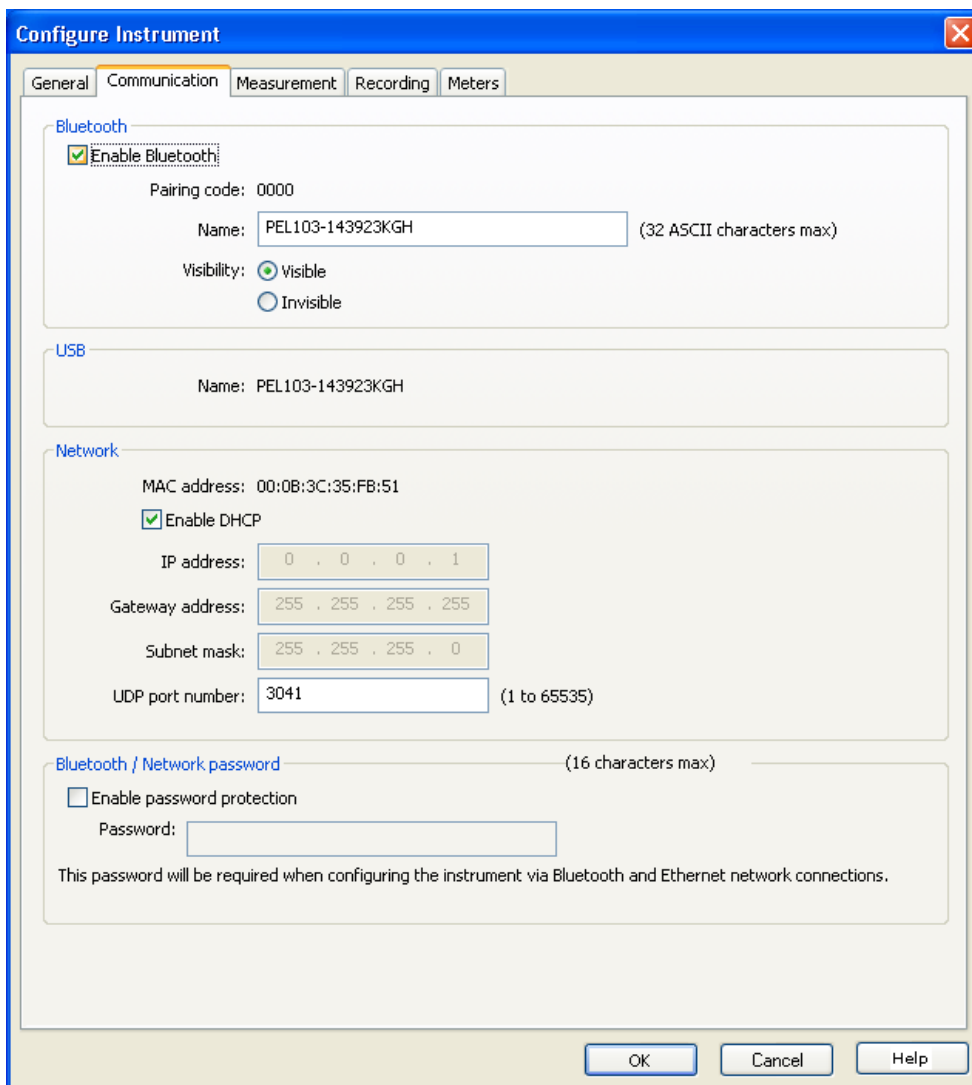 Configure Instrument
General Communication Measurement Recording Meters
Bluetooth
Enable Bluetooth
Pairing code: 0000
Name: PEL103-143923KGH (32 ASCII characters max)
Visibility: Visible
Invisible
USB
Name: PEL103-143923KGH
Network
MAC address: 00:0B:3C:35:FB:51
Enable DHCP
IP address: 0 . 0 . 0 . 1
Gateway address: 255 . 255 . 255 . 255
Subnet mask: 255 . 255 . 255 . 0
UDP port number: 3041 (1 to 65535)
Bluetooth / Network password (16 characters max)
Enable password protection
Password:
This password will be required when configuring the instrument via Bluetooth and Ethernet network connections.
OK Cancel Help